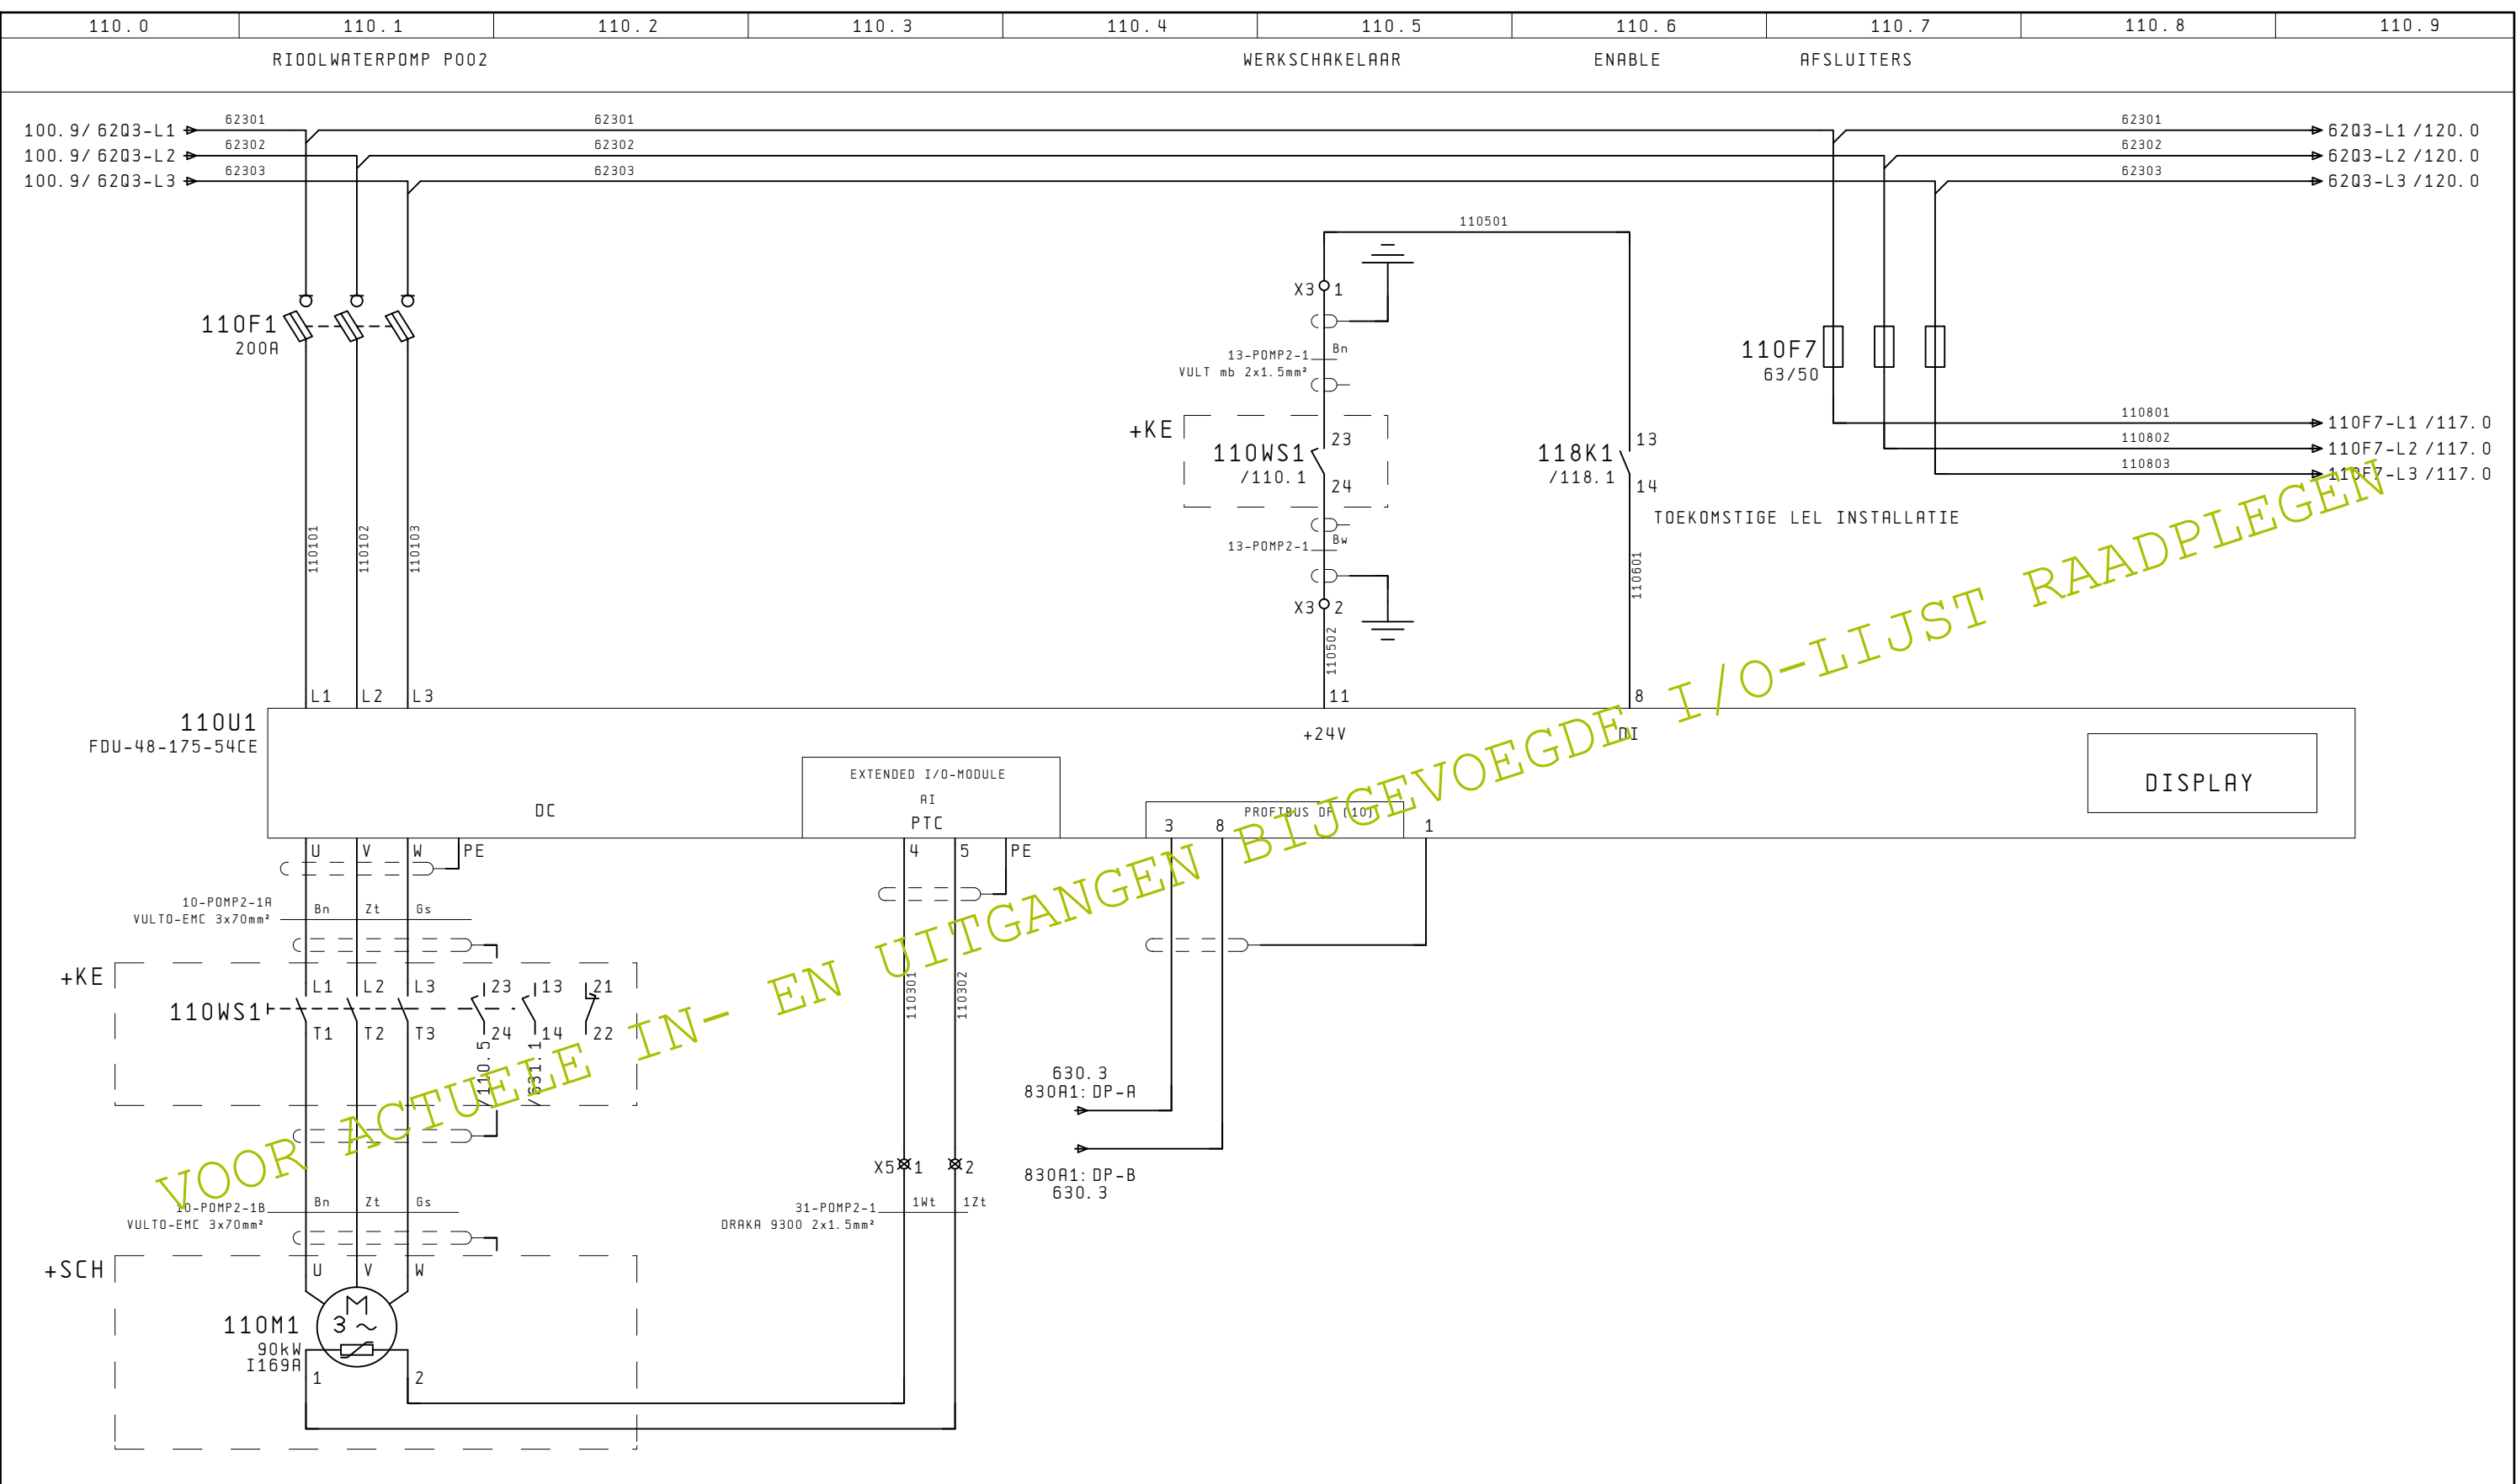 110.0 110.1 110.2 110.3 110.4 110.5 110.6 110.7 110.8 110.9
RIOOLWATERPOMP P002 WERKSCHAKELAAR ENABLE AFSLUITERS
62301 62301 62301
100.9/62Q3-L1 62Q3-L1/120.0
62302 62302 62302
100.9/62Q3-L2 62Q3-L2/120.0
62303 62303 62303
100.9/62Q3-L3 62Q3-L3/120.0
110501
X3 1
110F1
200A
13-POMP2-1 Bn
VULT mb 2x1.5mm²
110F7
63/50
+KE
23
110WS1
/110.1
24
13
118K1
/118.1
14
110801
110F7-L1/117.0
110802
110F7-L2/117.0
110803
110F7-L3/117.0
TOEKOMSTIGE LEL INSTALLATIE
13-POMP2-1 Bw
110101 110102 110103
110601
X3 2
110502
L1 L2 L3 11 8
110U1
FDU-48-175-54CE
+24V DI
DISPLAY
EXTENDED I/O-MODULE
AI
PTC
DC
PROFIBUS DP (10)
3 8 1
U V W PE 4 5 PE
10-POMP2-1A
VULTO-EMC 3x70mm²
Bn Zt Gs
+KE
L1 L2 L3 23 13 21
110WS1
T1 T2 T3 24 14 22
/110.5 /631.1
110301 110302
630.3
830A1:DP-A
830A1:DP-B
630.3
X5 1 2
10-POMP2-1B
VULTO-EMC 3x70mm²
Bn Zt Gs
31-POMP2-1
DRAKA 9300 2x1.5mm²
1Wt 1Zt
+SCH
U V W
M
3 ~
110M1
90kW
I169A
1 2
VOOR ACTUELE IN- EN UITGANGEN BIJGEVOEGDE I/O-LIJST RAADPLEGEN